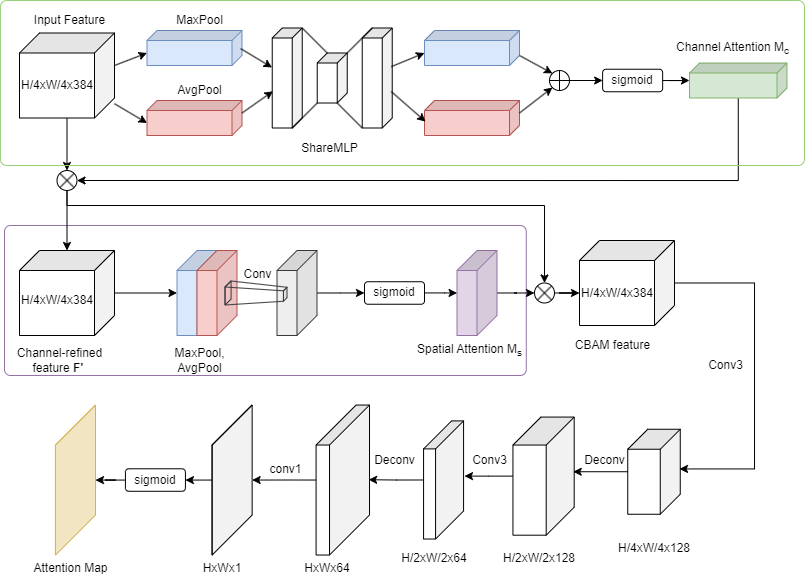 Input Feature
MaxPool
Channel Attention Mc
H/4xW/4x384
AvgPool
sigmoid
ShareMLP
Conv
H/4xW/4x384
sigmoid
H/4xW/4x384
Channel-refined
feature F'
MaxPool,
AvgPool
Spatial Attention Ms
CBAM feature
Conv3
Deconv
Conv3
Deconv
conv1
sigmoid
Attention Map
HxWx1
HxWx64
H/2xW/2x64
H/2xW/2x128
H/4xW/4x128